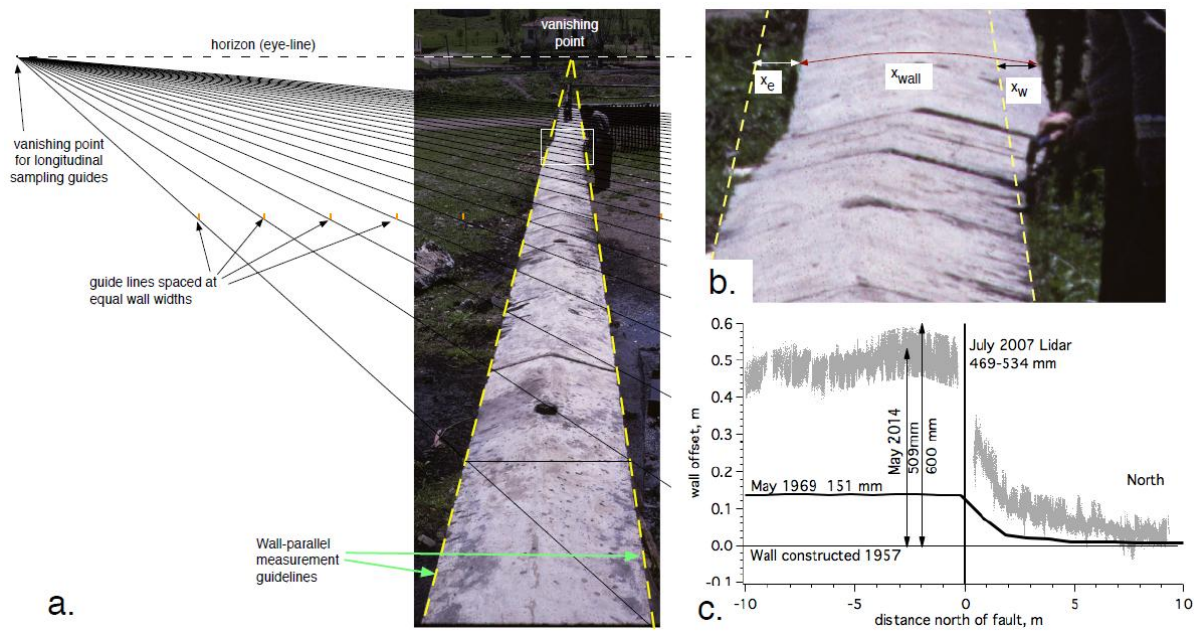 horizon (eye-line)
vanishing
point
vanishing point
for longitudinal
sampling guides
guide lines spaced at
equal wall widths
Wall-parallel
measurement
guidelines
a.
xe
xwall
xw
b.
0.6
0.5
0.4
0.3
0.2
0.1
0.0
-0.1
wall offset, m
July 2007 Lidar
469-534 mm
May 2014
509mm
600 mm
May 1969 151 mm
North
Wall constructed 1957
-10
-5
0
5
10
distance north of fault, m
c.